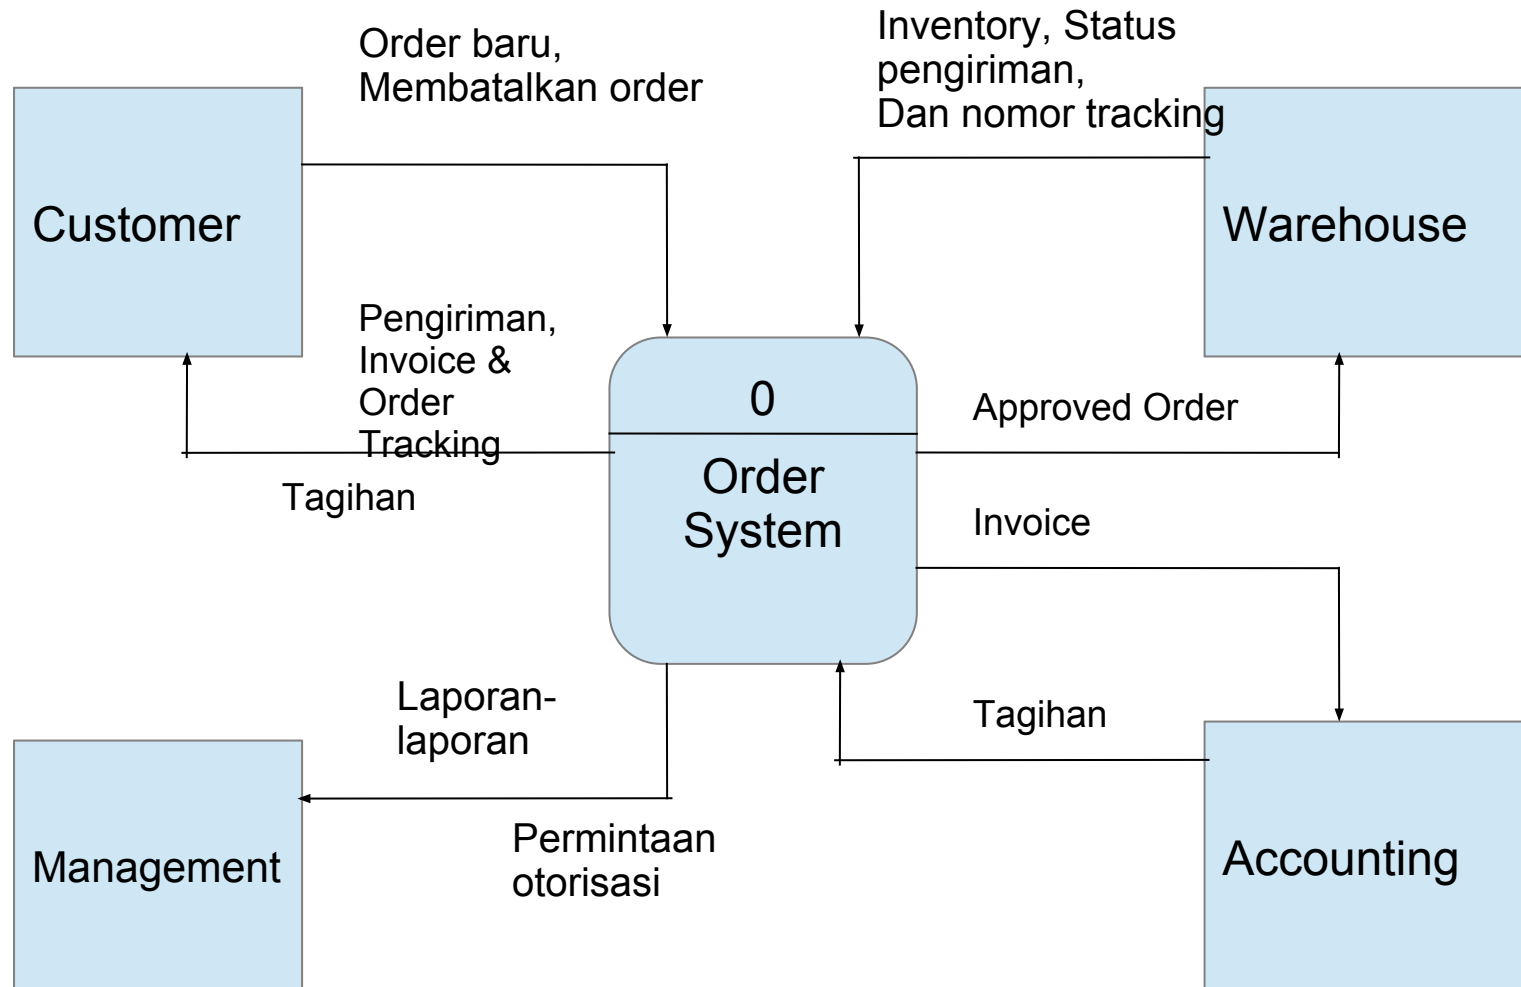 Order baru,
Membatalkan order
Inventory, Status
pengiriman,
Dan nomor tracking
Customer
Warehouse
Pengiriman,
Invoice &
Order
Tracking
Tagihan
0
Order
System
Approved Order
Invoice
Laporan-
laporan
Tagihan
Management
Permintaan
otorisasi
Accounting